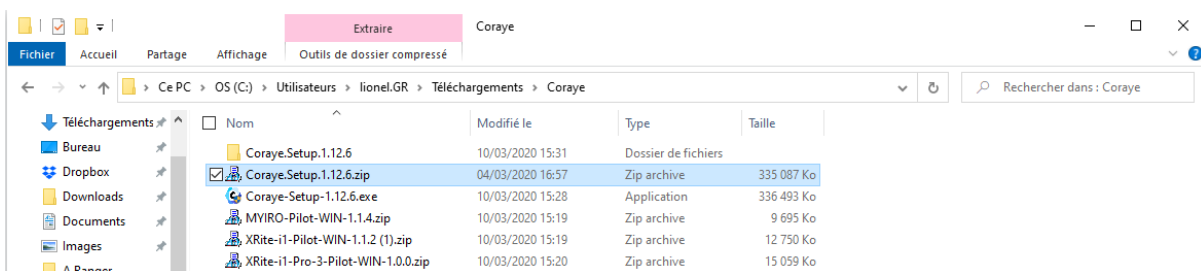 Extraire Coraye
Fichier Accueil Partage Affichage Outils de dossier compressé
Ce PC > OS (C:) > Utilisateurs > lionel.GR > Téléchargements > Coraye Rechercher dans : Coraye
Téléchargements
Bureau
Dropbox
Downloads
Documents
Images
A Ranger
Nom Modifié le Type Taille
Coraye.Setup.1.12.6 10/03/2020 15:31 Dossier de fichiers
Coraye.Setup.1.12.6.zip 04/03/2020 16:57 Zip archive 335 087 Ko
Coraye-Setup-1.12.6.exe 10/03/2020 15:28 Application 336 493 Ko
MYIRO-Pilot-WIN-1.1.4.zip 10/03/2020 15:19 Zip archive 9 695 Ko
XRite-i1-Pilot-WIN-1.1.2 (1).zip 10/03/2020 15:19 Zip archive 12 750 Ko
XRite-i1-Pro-3-Pilot-WIN-1.0.0.zip 10/03/2020 15:20 Zip archive 15 059 Ko